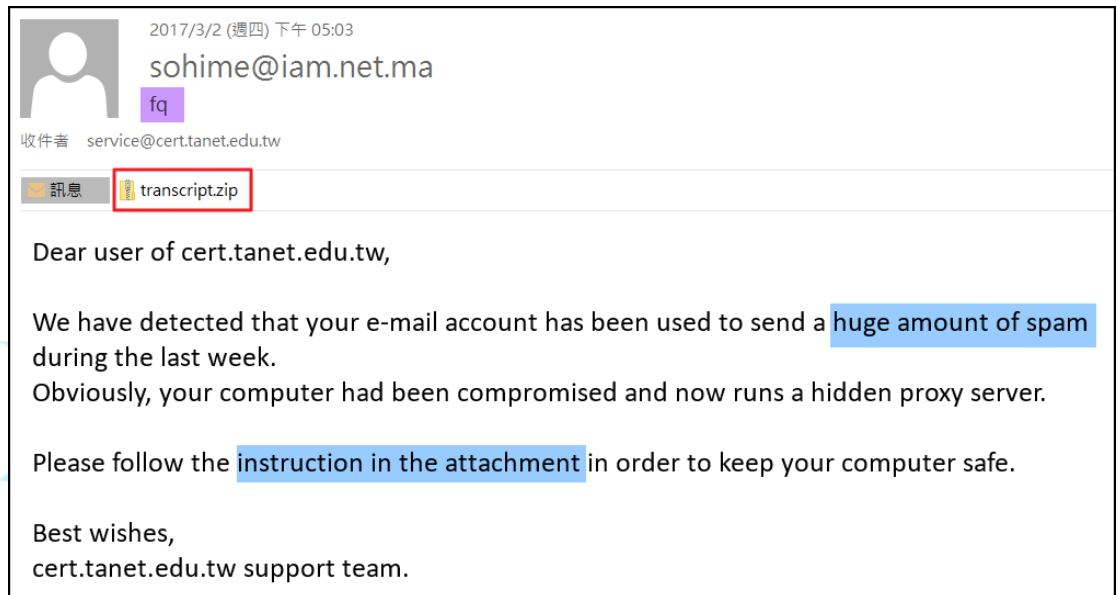 2017/3/2 (週四) 下午 05:03
sohime@iam.net.ma
fq
收件者 service@cert.tanet.edu.tw
訊息 transcript.zip
Dear user of cert.tanet.edu.tw,
We have detected that your e-mail account has been used to send a huge amount of spam
during the last week.
Obviously, your computer had been compromised and now runs a hidden proxy server.
Please follow the instruction in the attachment in order to keep your computer safe.
Best wishes,
cert.tanet.edu.tw support team.